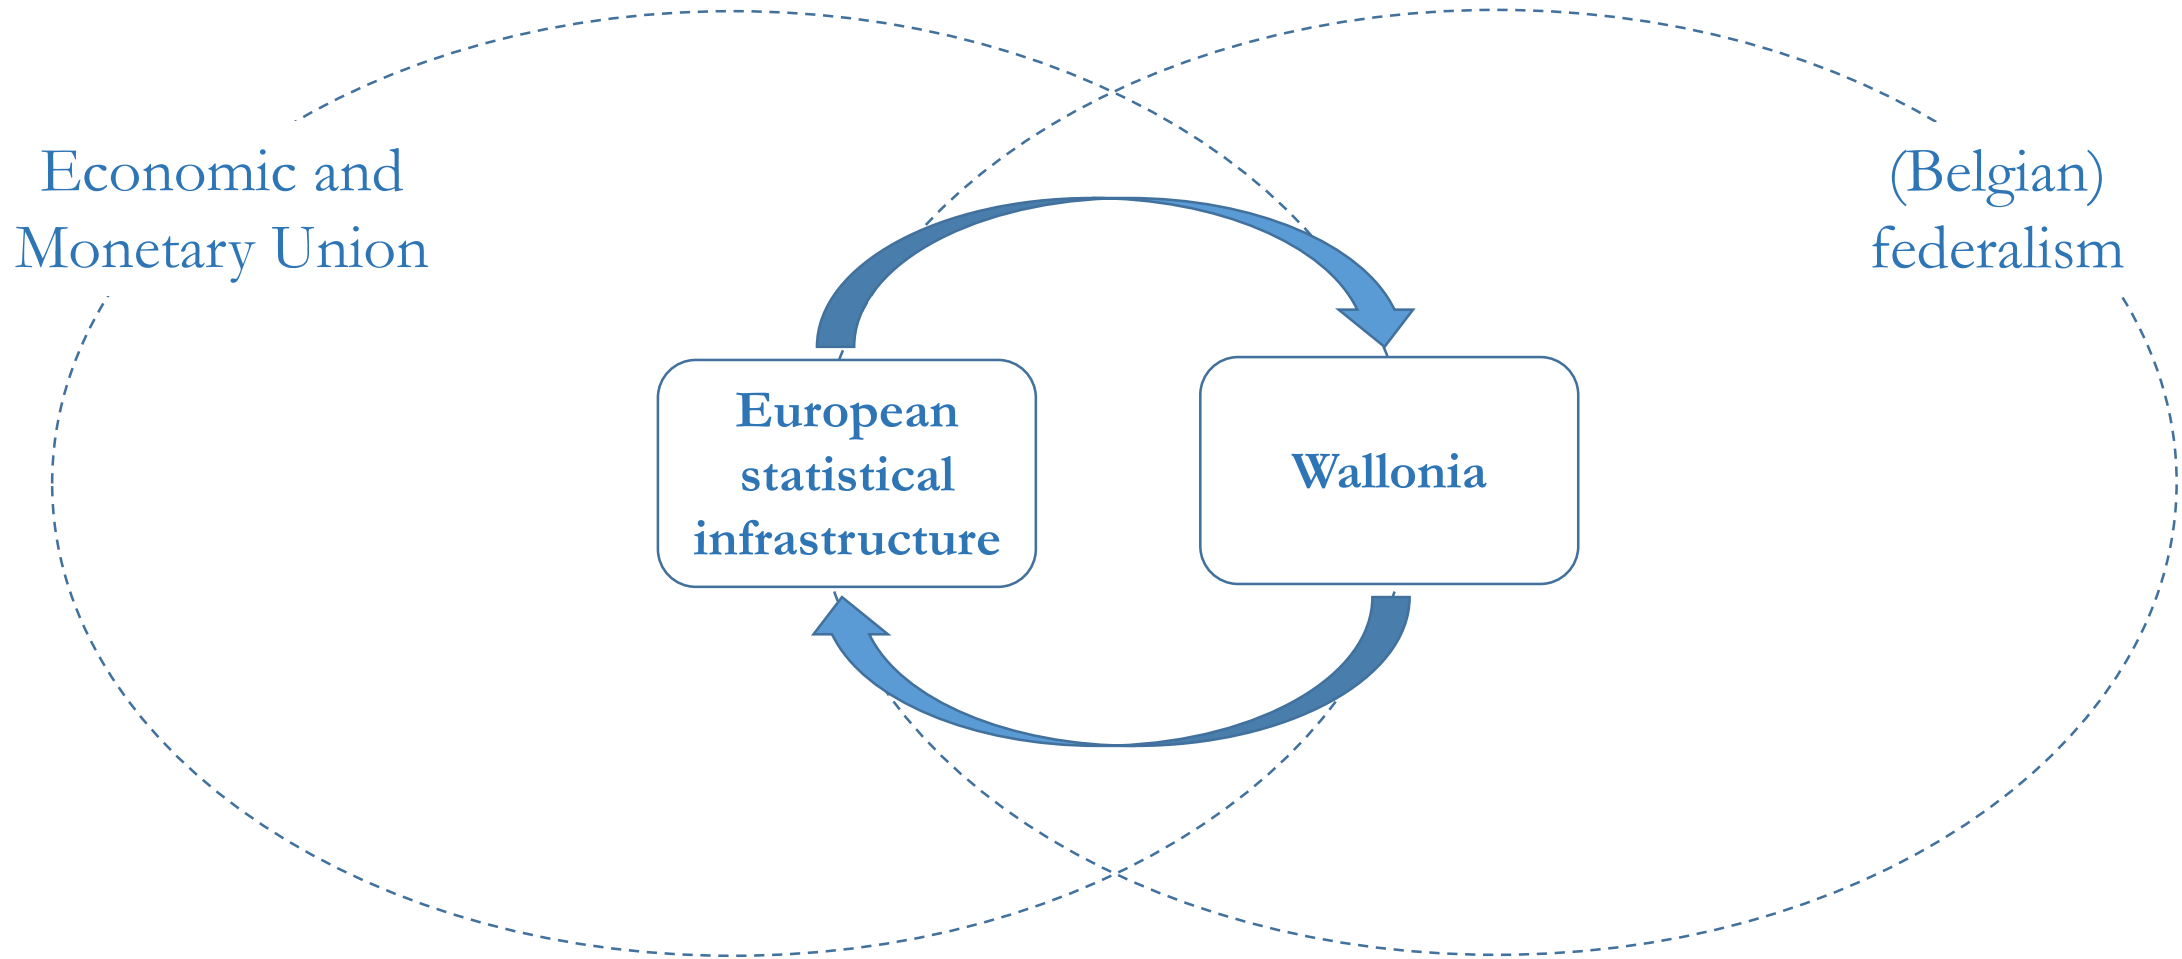 Economic and
Monetary Union
(Belgian)
federalism
European
statistical
infrastructure
Wallonia